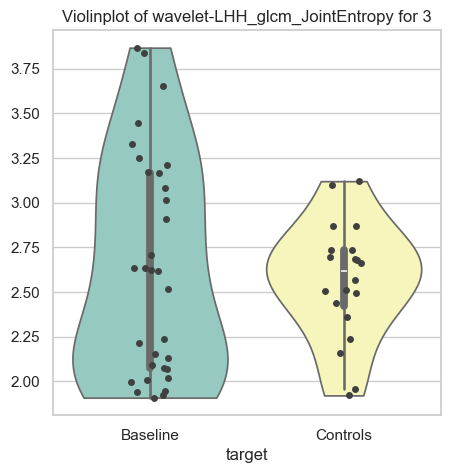 Violinplot of wavelet-LHH_glcm_JointEntropy for 3
3.75
3.50
3.25
3.00
2.75
2.50
2.25
2.00
Baseline
Controls
target